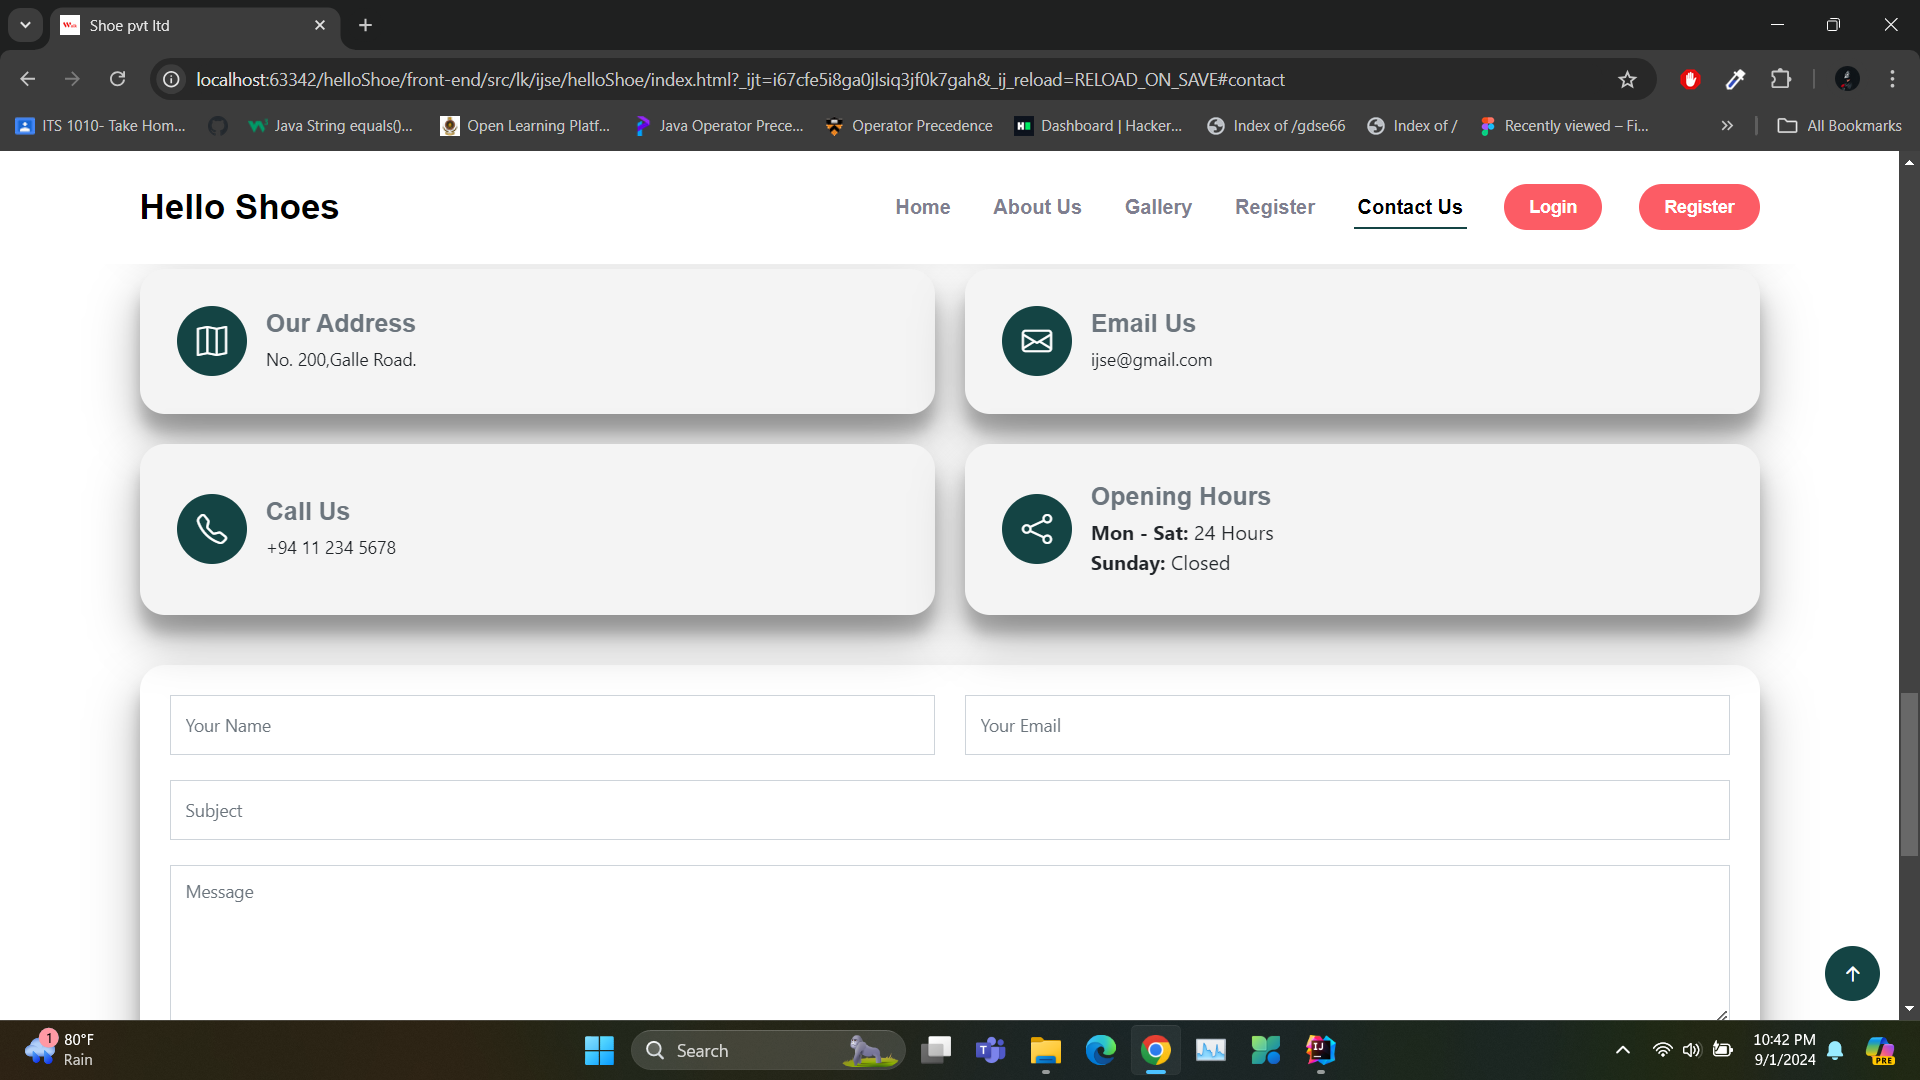 Shoe pvt ltd
localhost:63342/helloShoe/front-end/src/lk/ijse/helloShoe/index.html?_ijt=i67cfe5i8ga0jlsiq3jf0k7gah&_ij_reload=RELOAD_ON_SAVE#contact
ITS 1010- Take Hom... Java String equals()... Open Learning Platf... Java Operator Prece... Operator Precedence Dashboard | Hacker... Index of /gdse66 Index of / Recently viewed – Fi... » All Bookmarks
Hello Shoes Home About Us Gallery Register Contact Us Login Register
Our Address
No. 200,Galle Road.
Email Us
ijse@gmail.com
Call Us
+94 11 234 5678
Opening Hours
Mon - Sat: 24 Hours
Sunday: Closed
Your Name
Your Email
Subject
Message
1
80°F
Rain
Search
10:42 PM
9/1/2024
PRE